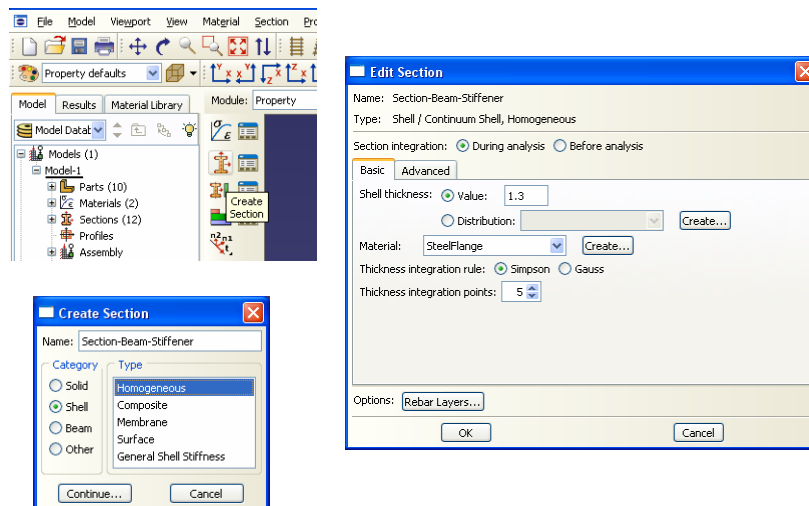 File Model Viewport View Material Section
Property defaults
Model Results Material Library Module: Property
Model Datab
Models (1)
Model-1
Parts (10)
Materials (2)
Sections (12)
Profiles
Assembly
Create
Section
Create Section
Name: Section-Beam-Stiffener
Category Type
Solid Homogeneous
Shell Composite
Beam Membrane
Other Surface
General Shell Stiffness
Continue... Cancel
Edit Section
Name: Section-Beam-Stiffener
Type: Shell / Continuum Shell, Homogeneous
Section integration: During analysis Before analysis
Basic Advanced
Shell thickness: Value: 1.3
Distribution: Create...
Material: SteelFlange Create...
Thickness integration rule: Simpson Gauss
Thickness integration points: 5
Options: Rebar Layers...
OK Cancel